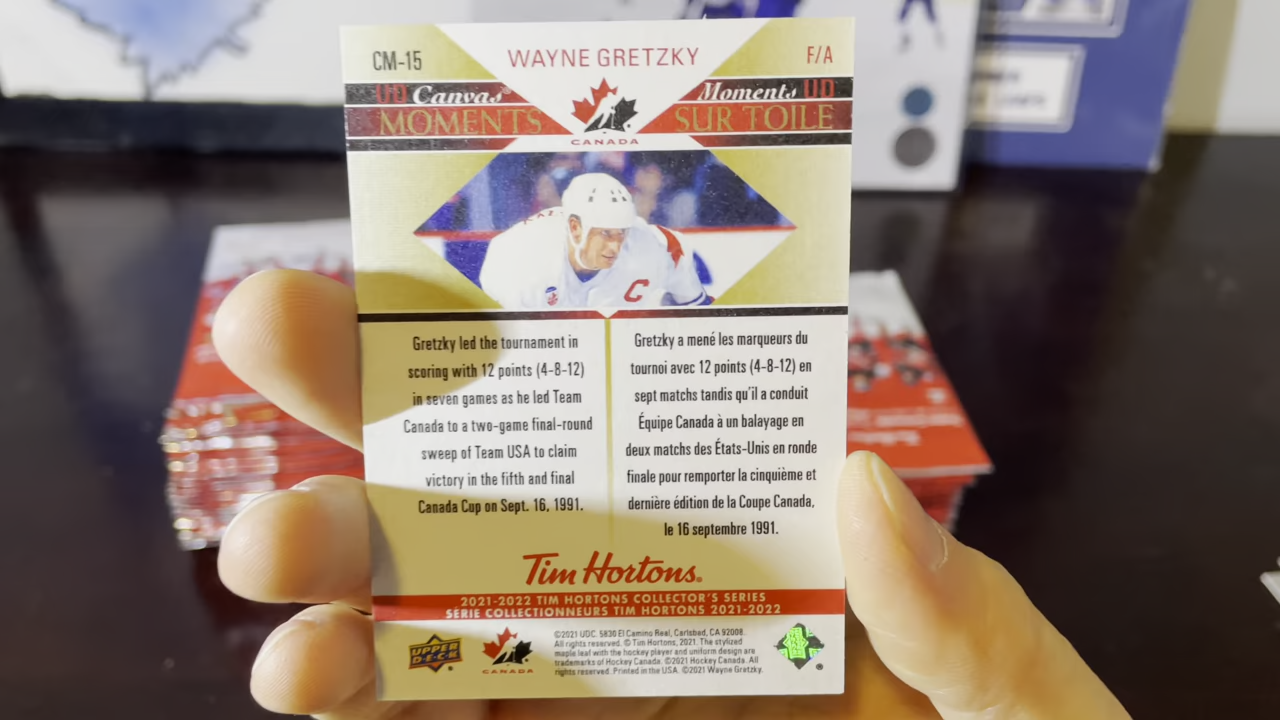 CM-15
WAYNE GRETZKY
F/A
UD Canvas
Moments UD
MOMENTS
SUR TOILE
CANADA
C
Gretzky led the tournament in
scoring with 12 points (4-8-12)
in seven games as he led Team
Canada to a two-game final-round
sweep of Team USA to claim
victory in the fifth and final
Canada Cup on Sept. 16, 1991.
Gretzky a mené les marqueurs du
tournoi avec 12 points (4-8-12) en
sept matchs tandis qu'il a conduit
Équipe Canada à un balayage en
deux matchs des États-Unis en ronde
finale pour remporter la cinquième et
dernière édition de la Coupe Canada,
le 16 septembre 1991.
Tim Hortons®
2021-2022 TIM HORTONS COLLECTOR'S SERIES
SÉRIE COLLECTIONNEURS TIM HORTONS 2021-2022
UPPER
DECK
CANADA
©2021 UDC. 5830 El Camino Real, Carlsbad, CA 92008.
All rights reserved. © Tim Hortons, 2021. The stylized
maple leaf with the hockey player and uniform design are
trademarks of Hockey Canada. ©2021 Hockey Canada. All
rights reserved. Printed in the USA. ©2021 Wayne Gretzky.
®